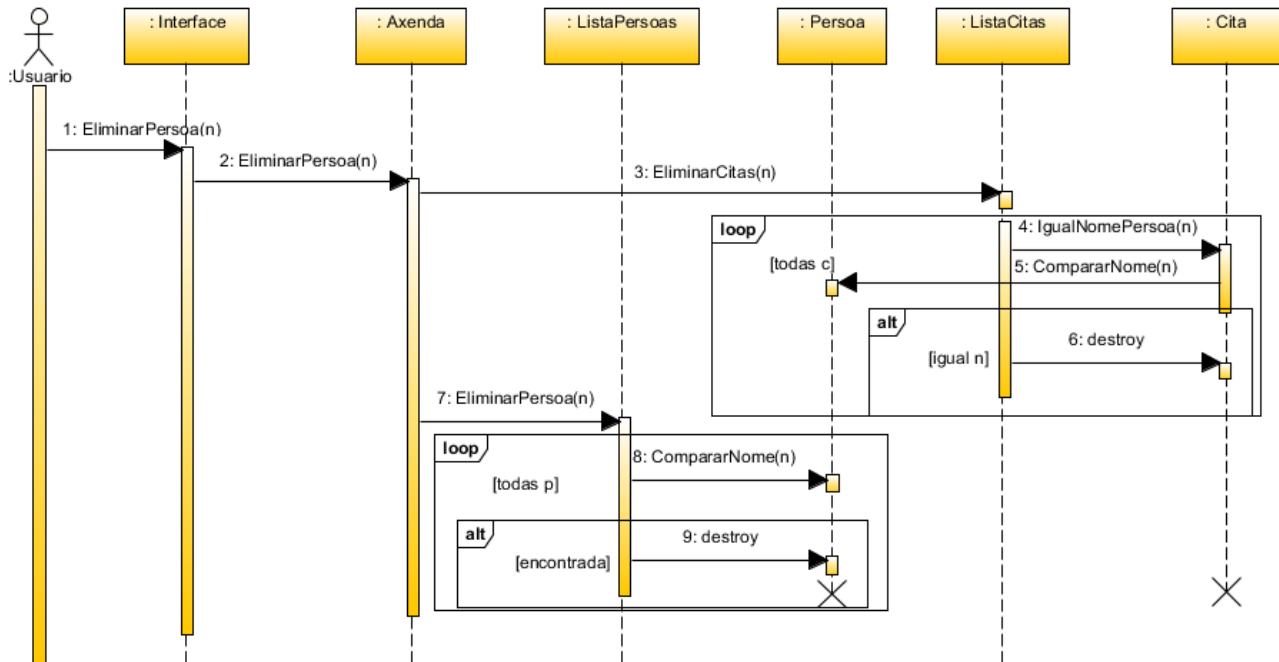 : Interface
: Axenda
: ListaPersoas
: Persoa
: ListaCitas
: Cita
:Usuario
1: EliminarPersoa(n)
2: EliminarPersoa(n)
3: EliminarCitas(n)
loop
4: IgualNomePersoa(n)
[todas c]
5: CompararNome(n)
alt
6: destroy
[igual n]
7: EliminarPersoa(n)
loop
8: CompararNome(n)
[todas p]
alt
9: destroy
[encontrada]